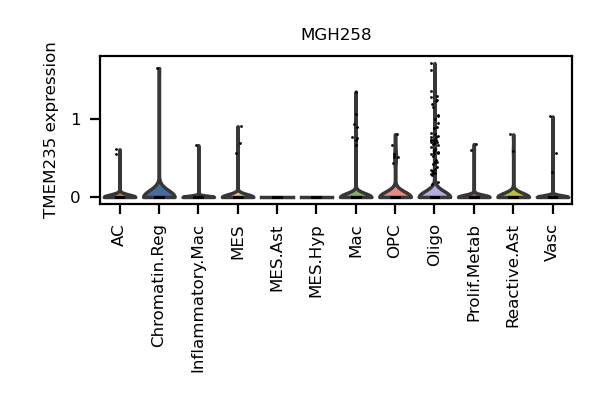 MGH258
TMEM235 expression
1
0
AC
Chromatin.Reg
Inflammatory.Mac
MES
MES.Ast
MES.Hyp
Mac
OPC
Oligo
Prolif.Metab
Reactive.Ast
Vasc